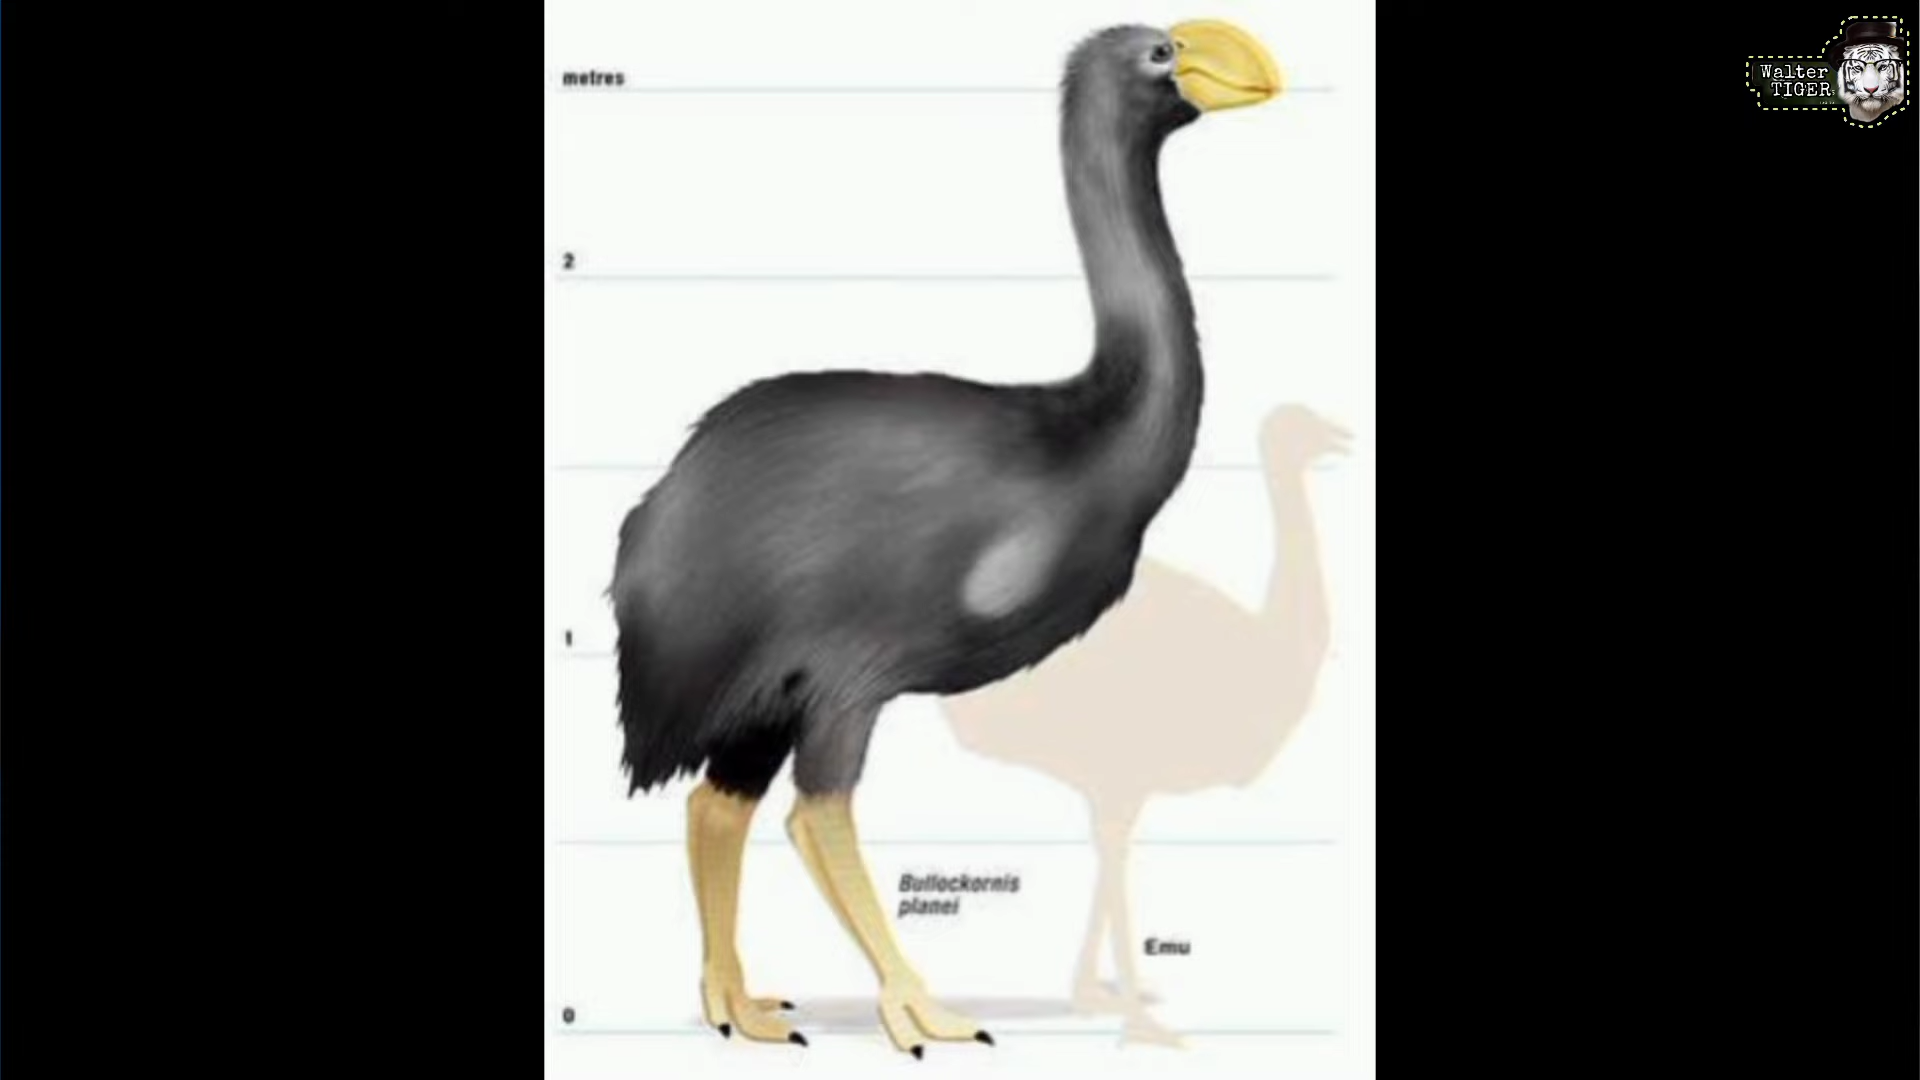 metres
2
1
0
Bullockornis
planei
Emu
Walter
TIGER